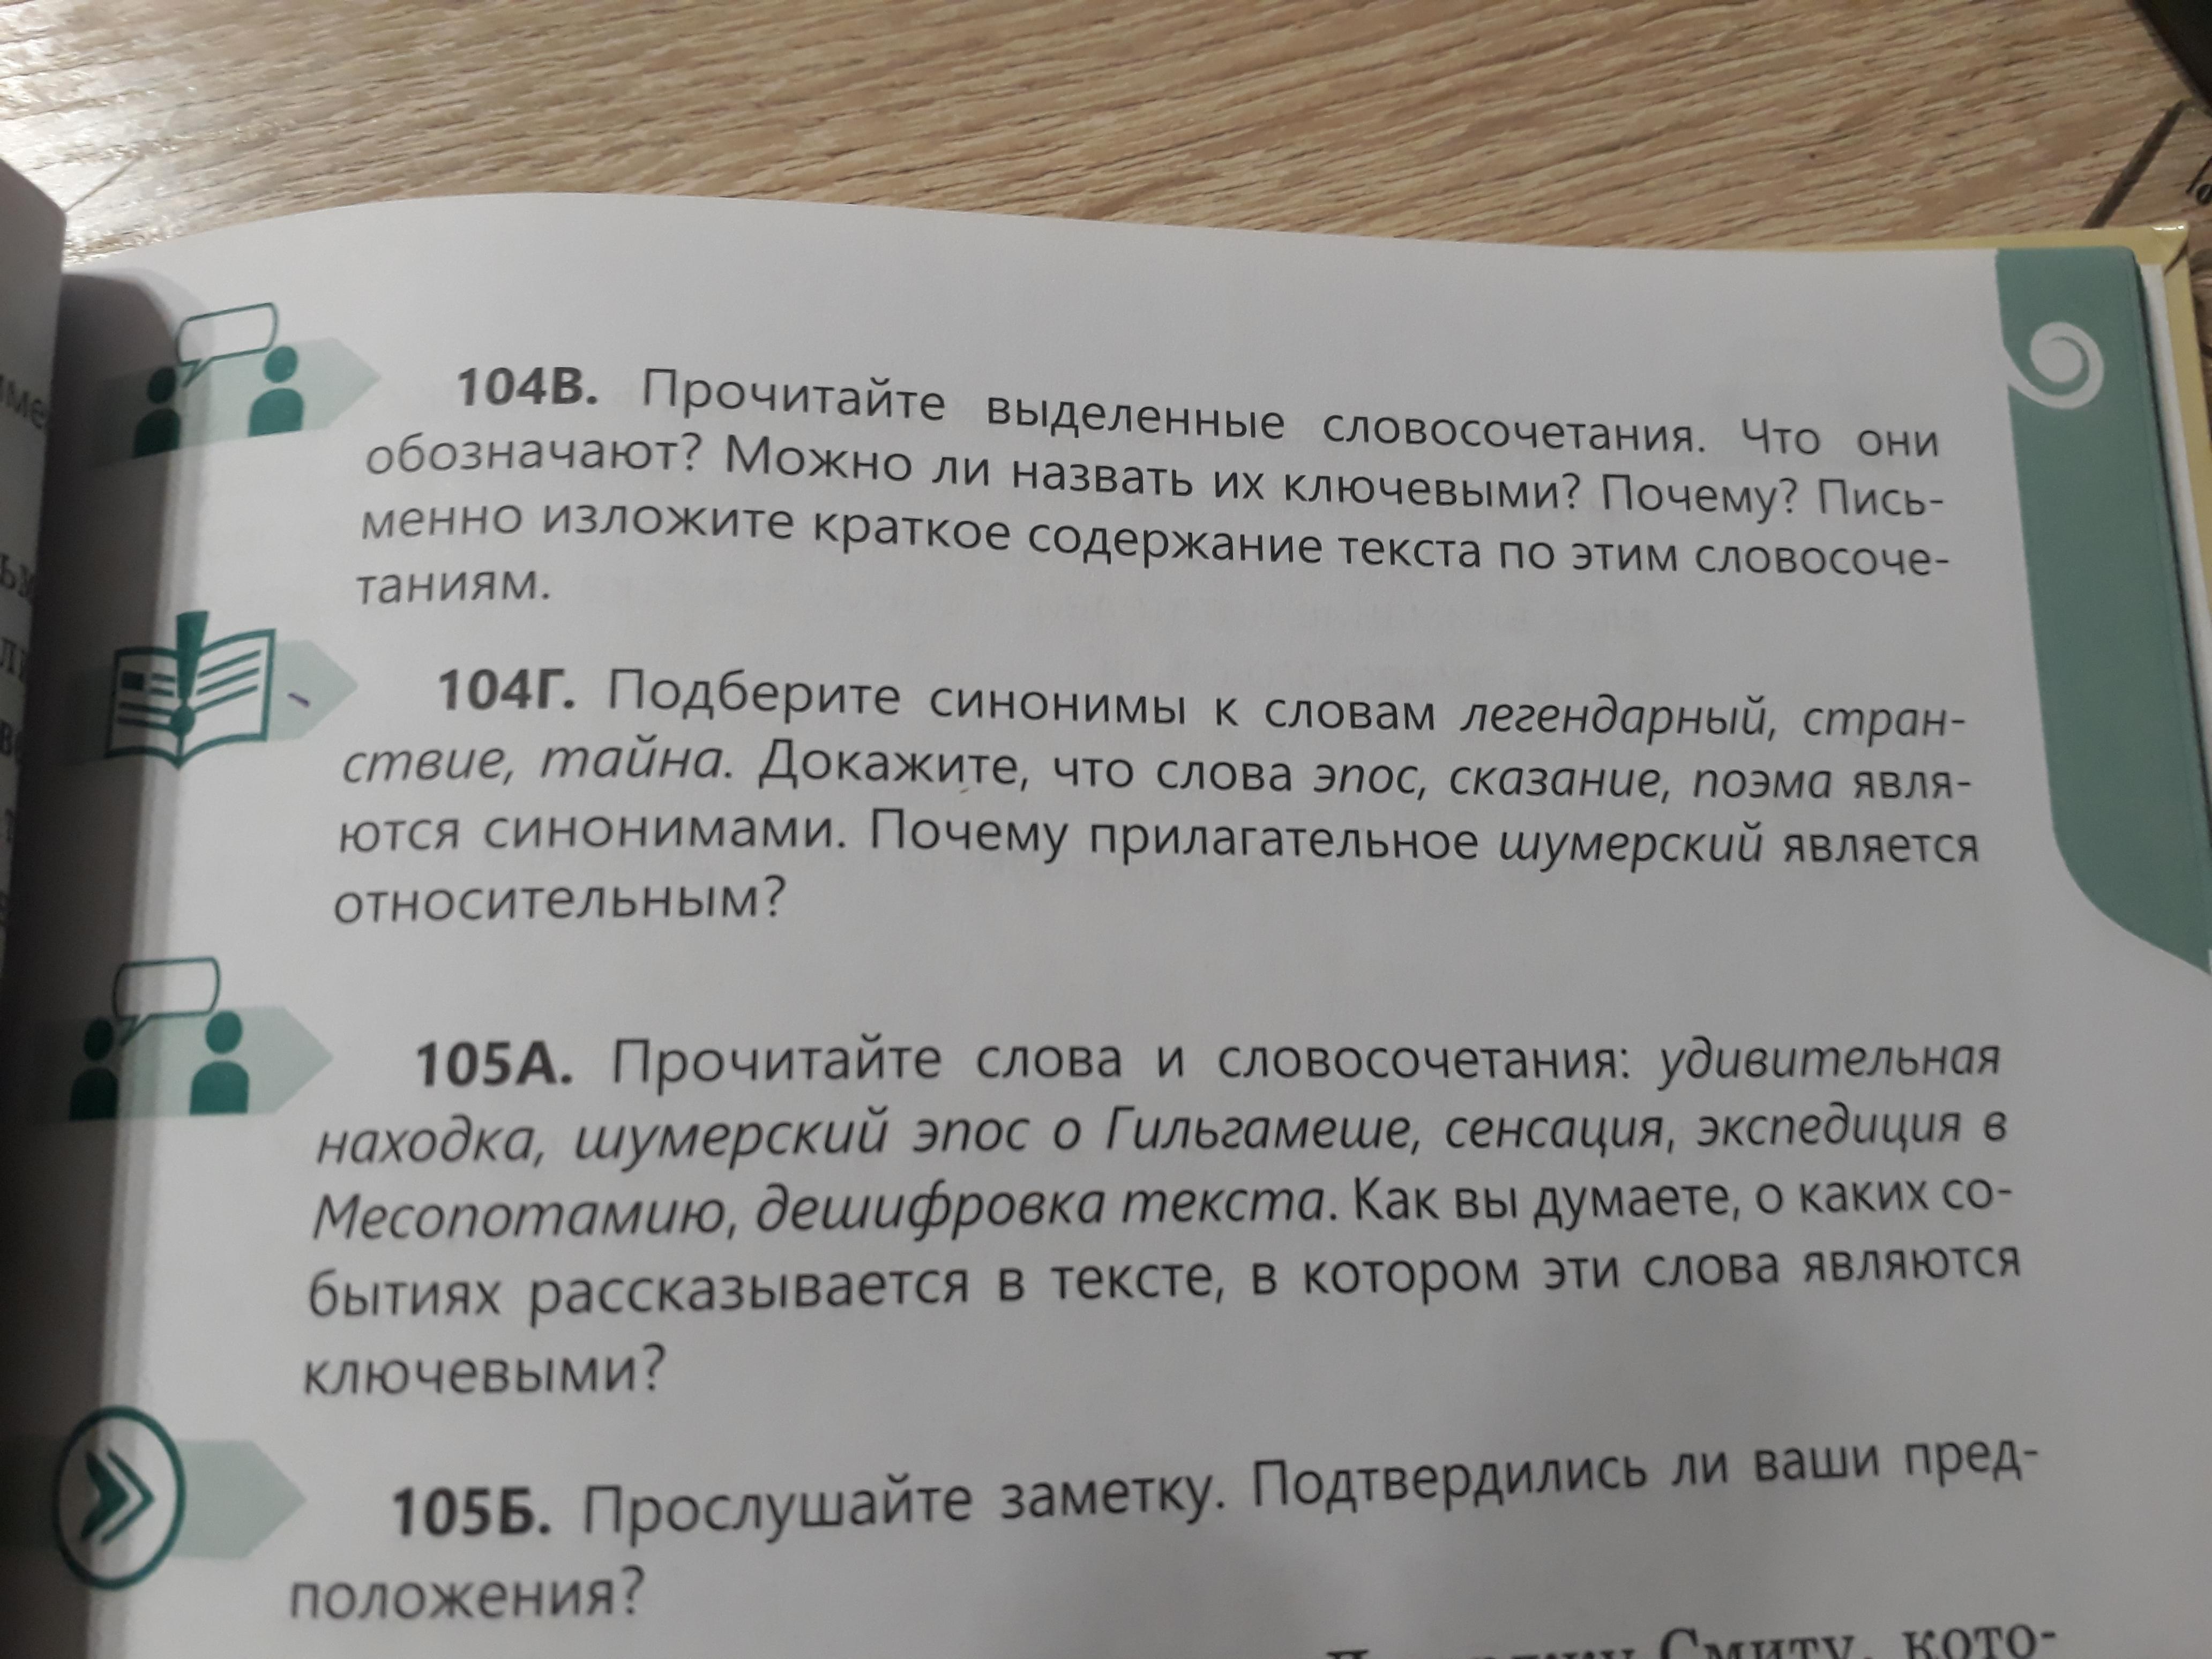 104В. Прочитайте выделенные словосочетания. Что они
обозначают? Можно ли назвать их ключевыми? Почему? Пись-
менно изложите краткое содержание текста по этим словосоче-
таниям.
104Г. Подберите синонимы к словам легендарный, стран-
ствие, тайна. Докажите, что слова эпос, сказание, поэма явля-
ются синонимами. Почему прилагательное шумерский является
относительным?
105А. Прочитайте слова и словосочетания: удивительная
находка, шумерский эпос о Гильгамеше, сенсация, экспедиция в
Месопотамию, дешифровка текста. Как вы думаете, о каких со-
бытиях рассказывается в тексте, в котором эти слова являются
ключевыми?
105Б. Прослушайте заметку. Подтвердились ли ваши пред-
положения?
Смиту, кото-